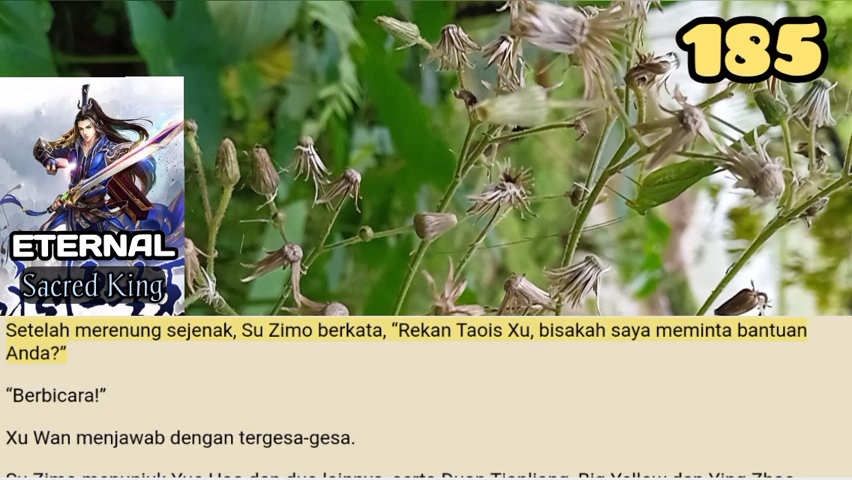 185
ETERNAL
Sacred King
Setelah merenung sejenak, Su Zimo berkata, “Rekan Taois Xu, bisakah saya meminta bantuan
Anda?”
“Berbicara!”
Xu Wan menjawab dengan tergesa-gesa.